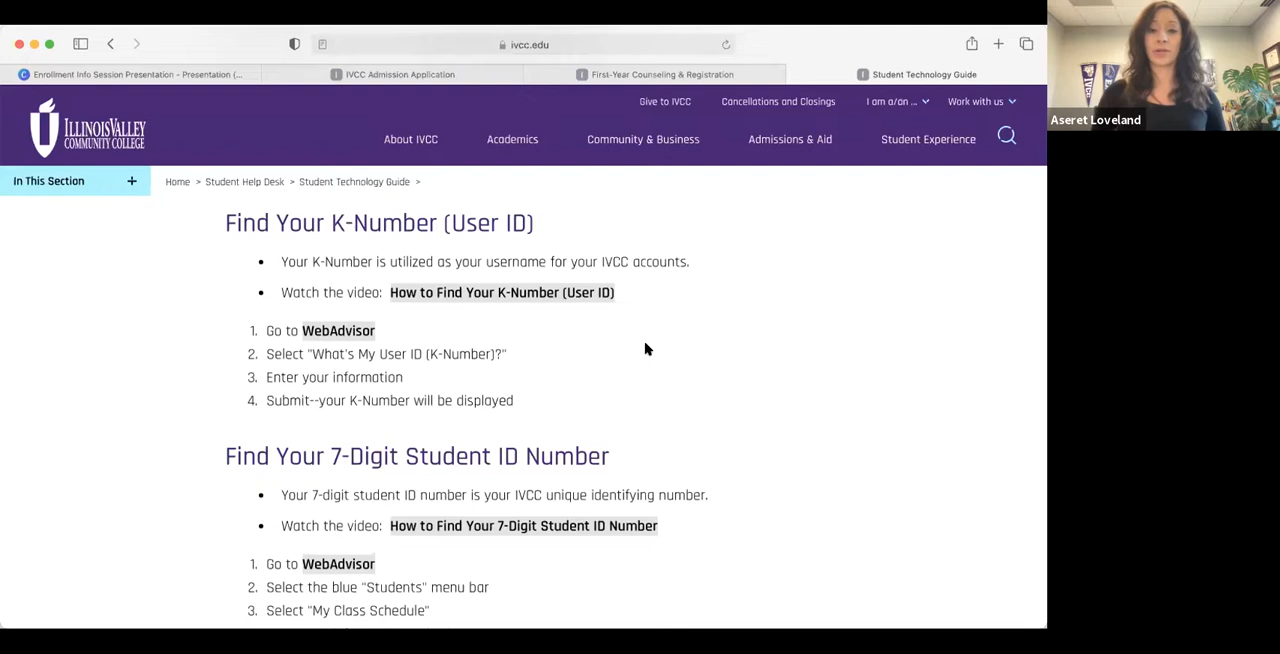 ivcc.edu
Enrollment Info Session Presentation - Presentation (...
IVCC Admission Application
First-Year Counseling & Registration
Student Technology Guide
Aseret Loveland
Give to IVCC
Cancellations and Closings
I am a/an ...
Work with us
ILLINOIS VALLEY
COMMUNITY COLLEGE
About IVCC
Academics
Community & Business
Admissions & Aid
Student Experience
In This Section +
Home > Student Help Desk > Student Technology Guide >
Find Your K-Number (User ID)
• Your K-Number is utilized as your username for your IVCC accounts.
• Watch the video: How to Find Your K-Number (User ID)
1. Go to WebAdvisor
2. Select "What's My User ID (K-Number)?"
3. Enter your information
4. Submit--your K-Number will be displayed
Find Your 7-Digit Student ID Number
• Your 7-digit student ID number is your IVCC unique identifying number.
• Watch the video: How to Find Your 7-Digit Student ID Number
1. Go to WebAdvisor
2. Select the blue "Students" menu bar
3. Select "My Class Schedule"